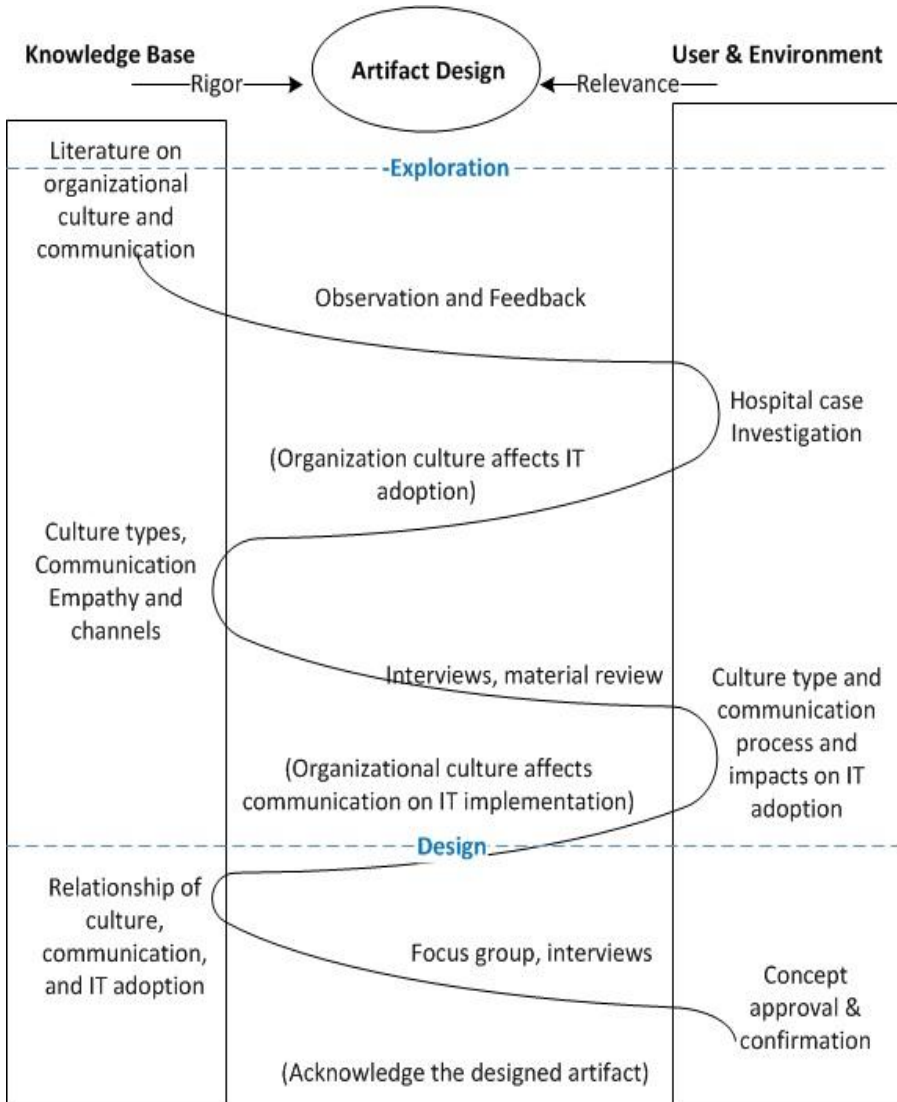 Knowledge Base
Artifact Design
User & Environment
Rigor
Relevance
Literature on
organizational
culture and
communication
-Exploration
Observation and Feedback
Hospital case
Investigation
(Organization culture affects IT
adoption)
Culture types,
Communication
Empathy and
channels
Interviews, material review
Culture type and
communication
process and
impacts on IT
adoption
(Organizational culture affects
communication on IT implementation)
Design
Relationship of
culture,
communication,
and IT adoption
Focus group, interviews
Concept
approval &
confirmation
(Acknowledge the designed artifact)